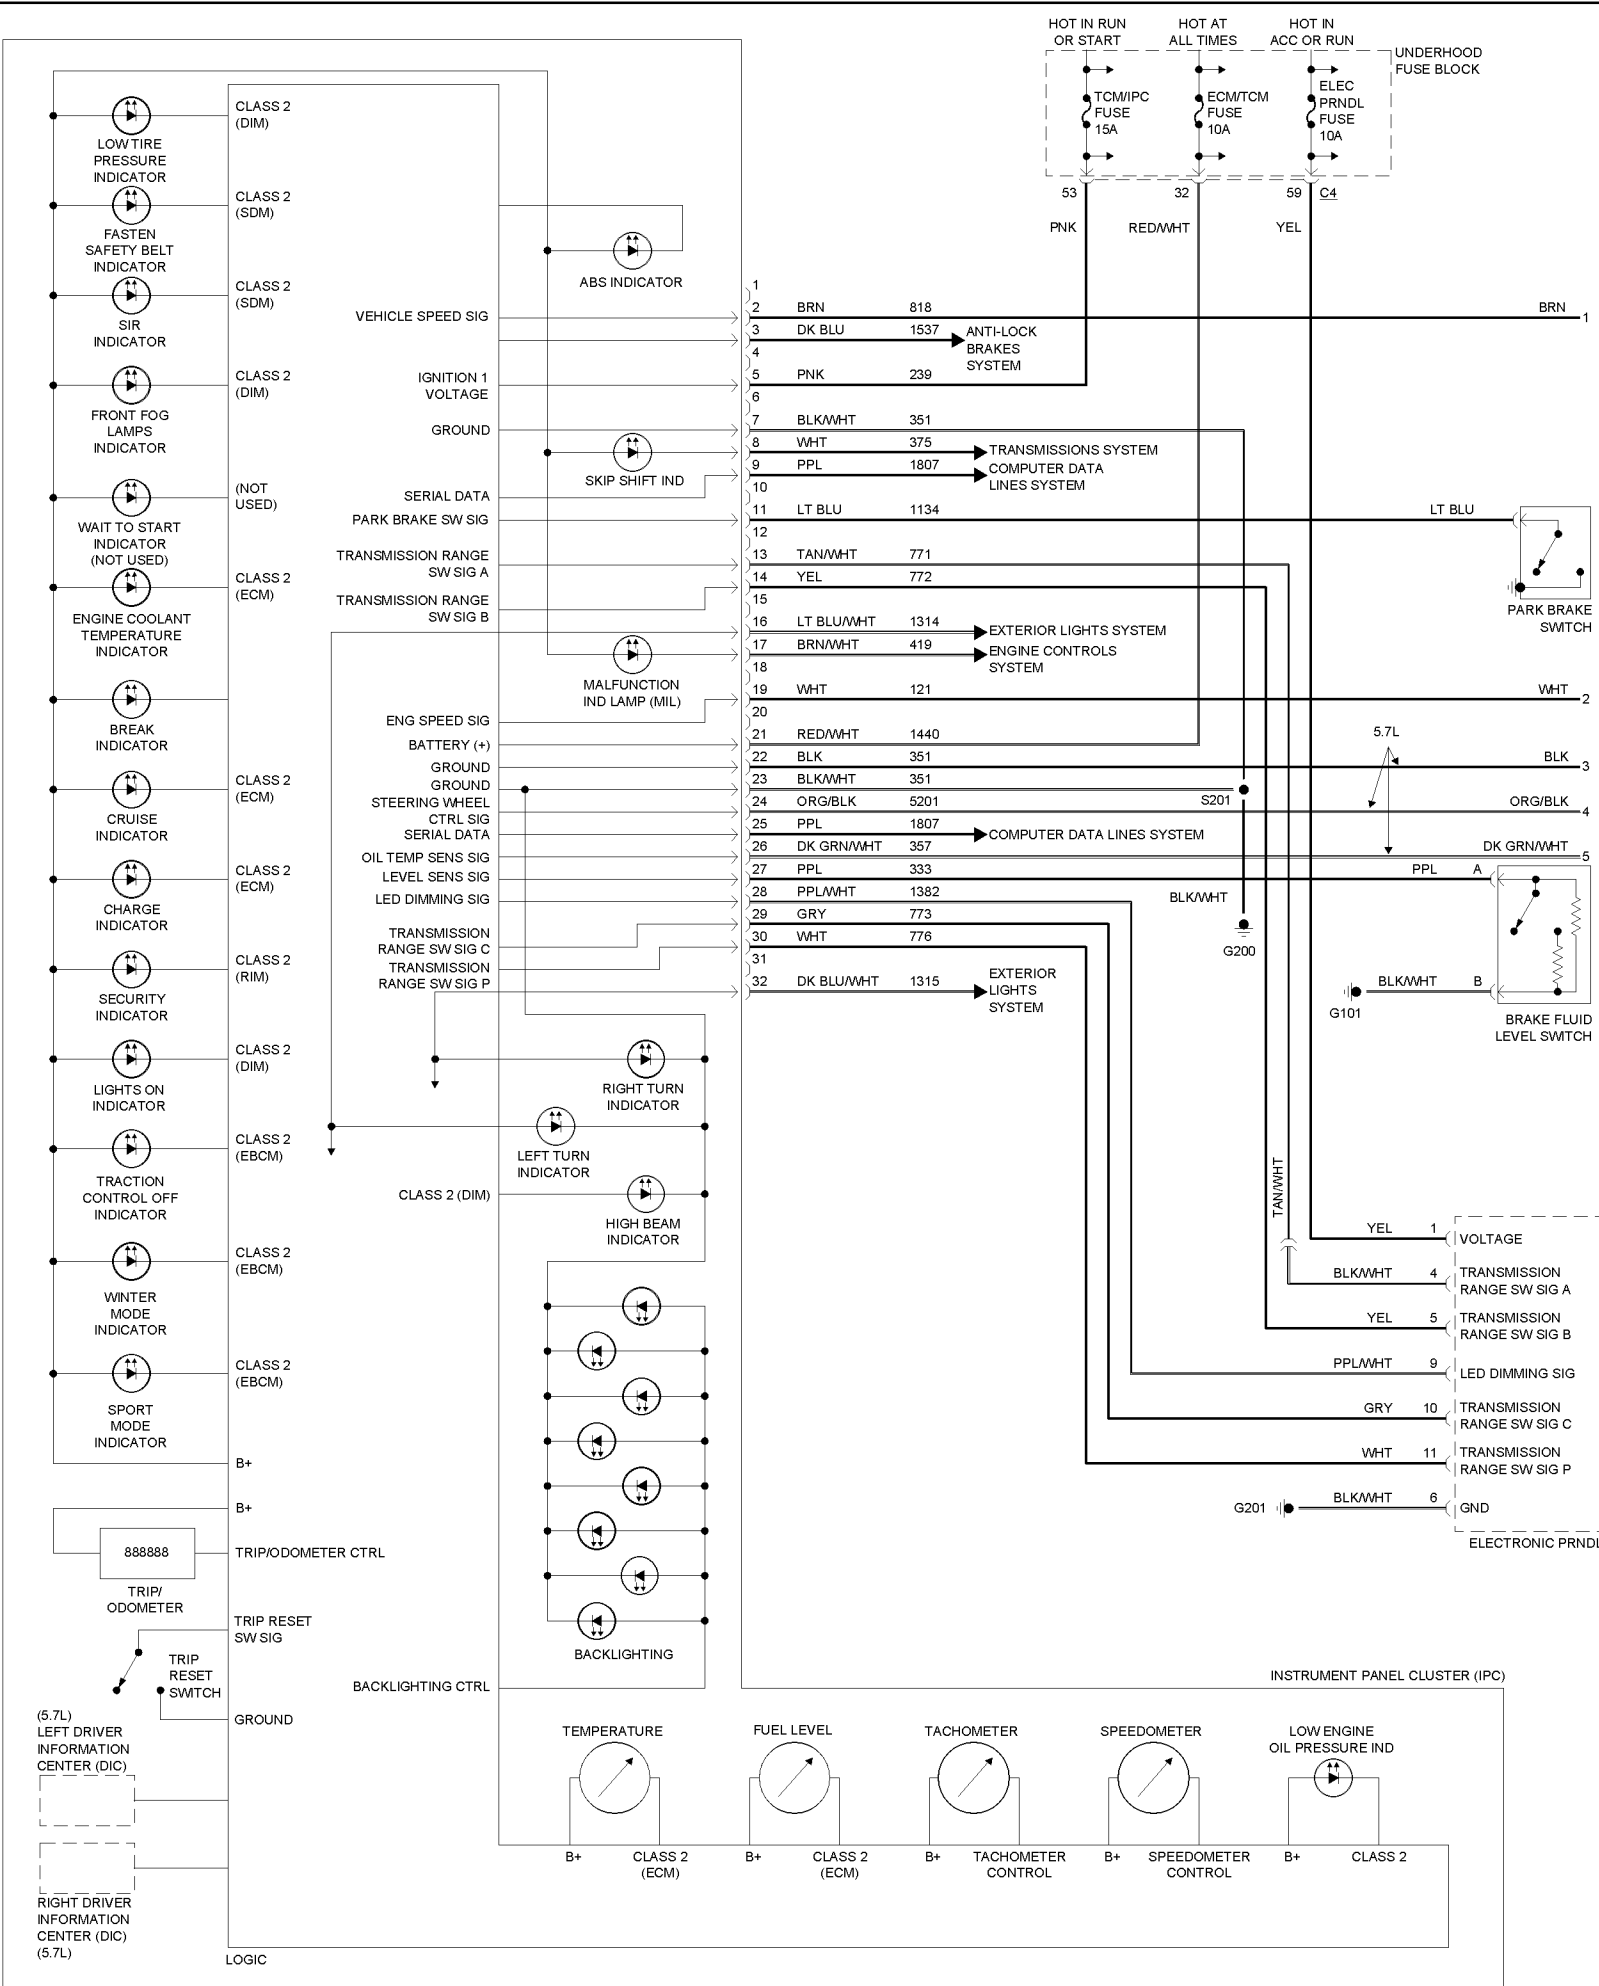 HOT IN RUN
OR START
HOT AT
ALL TIMES
HOT IN
ACC OR RUN
UNDERHOOD
FUSE BLOCK
TCM/IPC
FUSE
15A
ECM/TCM
FUSE
10A
ELEC
PRNDL
FUSE
10A
53
32
59
C4
PNK
RED/WHT
YEL
LOW TIRE
PRESSURE
INDICATOR
CLASS 2
(DIM)
FASTEN
SAFETY BELT
INDICATOR
CLASS 2
(SDM)
SIR
INDICATOR
CLASS 2
(SDM)
FRONT FOG
LAMPS
INDICATOR
CLASS 2
(DIM)
WAIT TO START
INDICATOR
(NOT USED)
(NOT
USED)
ENGINE COOLANT
TEMPERATURE
INDICATOR
CLASS 2
(ECM)
BREAK
INDICATOR
CRUISE
INDICATOR
CLASS 2
(ECM)
CHARGE
INDICATOR
CLASS 2
(ECM)
SECURITY
INDICATOR
CLASS 2
(RIM)
LIGHTS ON
INDICATOR
CLASS 2
(DIM)
TRACTION
CONTROL OFF
INDICATOR
CLASS 2
(EBCM)
WINTER
MODE
INDICATOR
CLASS 2
(EBCM)
SPORT
MODE
INDICATOR
CLASS 2
(EBCM)
B+
B+
888888
TRIP/ODOMETER CTRL
TRIP/
ODOMETER
TRIP RESET
SW SIG
TRIP
RESET
SWITCH
GROUND
(5.7L)
LEFT DRIVER
INFORMATION
CENTER (DIC)
RIGHT DRIVER
INFORMATION
CENTER (DIC)
(5.7L)
LOGIC
ABS INDICATOR
VEHICLE SPEED SIG
IGNITION 1
VOLTAGE
GROUND
SKIP SHIFT IND
SERIAL DATA
PARK BRAKE SW SIG
TRANSMISSION RANGE
SW SIG A
TRANSMISSION RANGE
SW SIG B
MALFUNCTION
IND LAMP (MIL)
ENG SPEED SIG
BATTERY (+)
GROUND
GROUND
STEERING WHEEL
CTRL SIG
SERIAL DATA
OIL TEMP SENS SIG
LEVEL SENS SIG
LED DIMMING SIG
TRANSMISSION
RANGE SW SIG C
TRANSMISSION
RANGE SW SIG P
RIGHT TURN
INDICATOR
LEFT TURN
INDICATOR
CLASS 2 (DIM)
HIGH BEAM
INDICATOR
BACKLIGHTING
BACKLIGHTING CTRL
1
2 BRN 818 BRN 1
3 DK BLU 1537 ANTI-LOCK
BRAKES
SYSTEM
4
5 PNK 239
6
7 BLK/WHT 351
8 WHT 375 TRANSMISSIONS SYSTEM
9 PPL 1807 COMPUTER DATA
LINES SYSTEM
10
11 LT BLU 1134 LT BLU
12
13 TAN/WHT 771
14 YEL 772
15
16 LT BLU/WHT 1314 EXTERIOR LIGHTS SYSTEM
17 BRN/WHT 419 ENGINE CONTROLS
SYSTEM
18
19 WHT 121 WHT 2
20
21 RED/WHT 1440
22 BLK 351 BLK 3
23 BLK/WHT 351
24 ORG/BLK 5201 ORG/BLK 4
25 PPL 1807 COMPUTER DATA LINES SYSTEM
26 DK GRN/WHT 357 DK GRN/WHT 5
27 PPL 333 PPL A
28 PPL/WHT 1382
29 GRY 773
30 WHT 776
31
32 DK BLU/WHT 1315 EXTERIOR
LIGHTS
SYSTEM
PARK BRAKE
SWITCH
5.7L
S201
BLK/WHT
G200
BLK/WHT B
G101
BRAKE FLUID
LEVEL SWITCH
TAN/WHT
YEL 1 VOLTAGE
BLK/WHT 4 TRANSMISSION
RANGE SW SIG A
YEL 5 TRANSMISSION
RANGE SW SIG B
PPL/WHT 9 LED DIMMING SIG
GRY 10 TRANSMISSION
RANGE SW SIG C
WHT 11 TRANSMISSION
RANGE SW SIG P
G201 BLK/WHT 6 GND
ELECTRONIC PRNDL
INSTRUMENT PANEL CLUSTER (IPC)
TEMPERATURE
FUEL LEVEL
TACHOMETER
SPEEDOMETER
LOW ENGINE
OIL PRESSURE IND
B+
CLASS 2
(ECM)
B+
CLASS 2
(ECM)
B+
TACHOMETER
CONTROL
B+
SPEEDOMETER
CONTROL
B+
CLASS 2